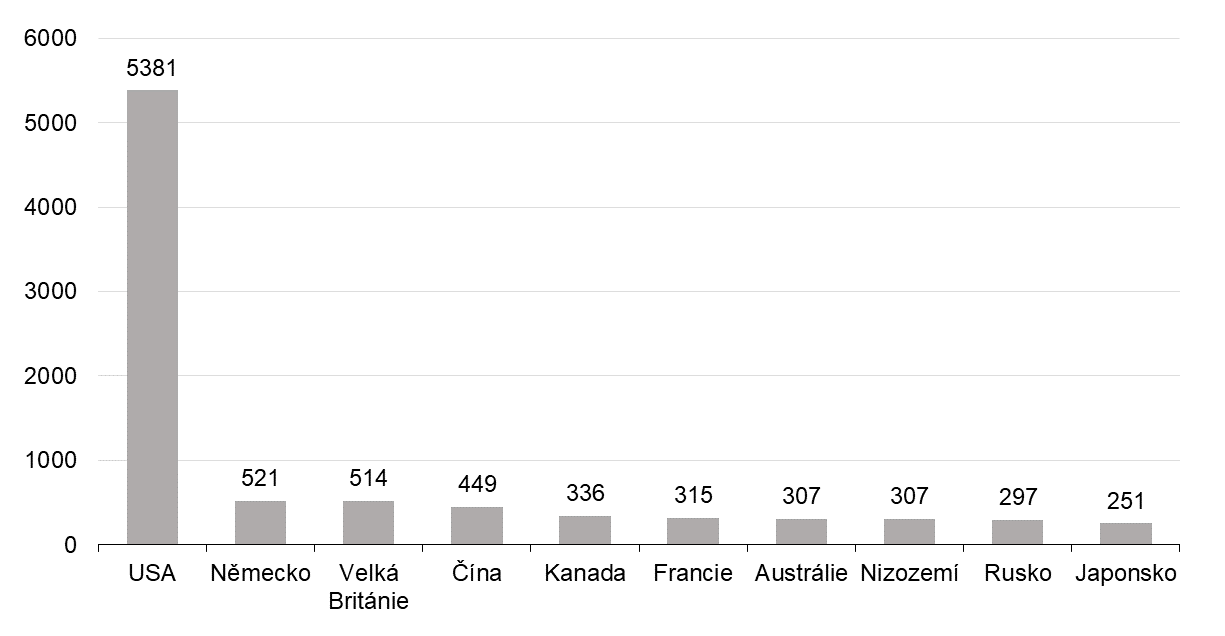 6000
5381
5000
4000
3000
2000
1000
521
514
449
336
315
307
307
297
251
0
USA
Německo
Velká
Británie
Čína
Kanada
Francie
Austrálie
Nizozemí
Rusko
Japonsko